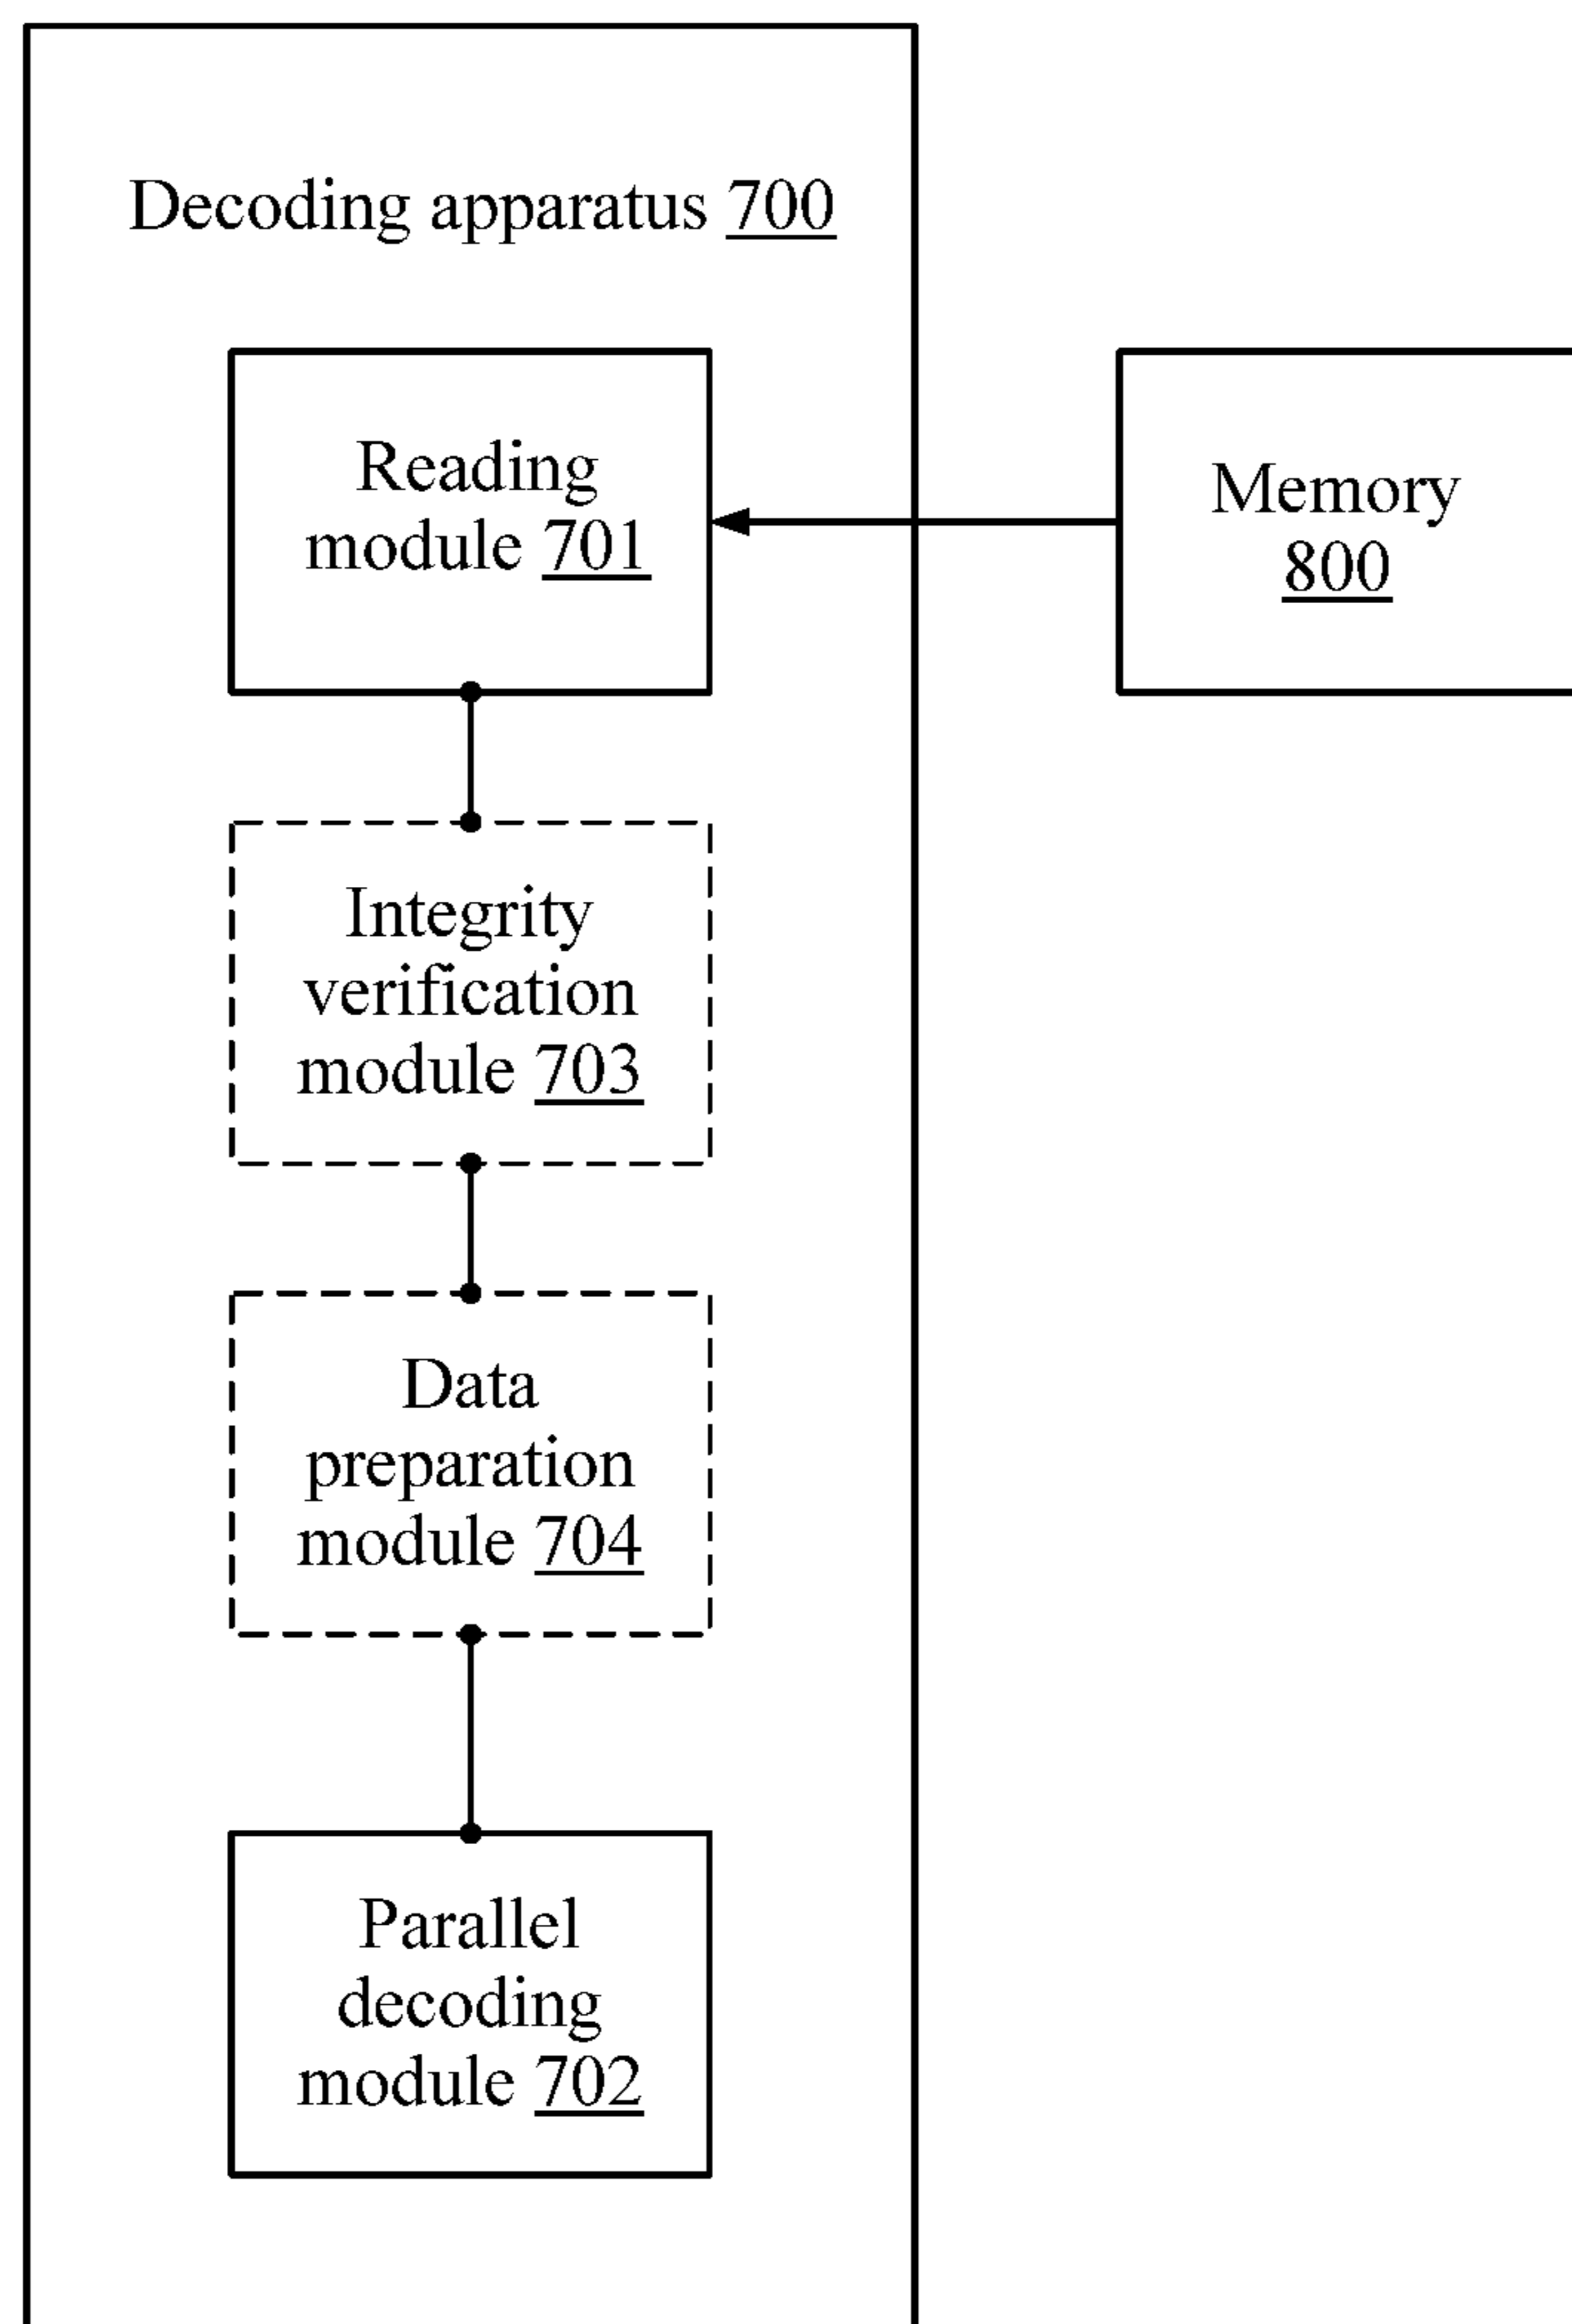 Decoding apparatus 700
Reading
module 701
Memory
800
Integrity
verification
module 703
Data
preparation
module 704
Parallel
decoding
module 702